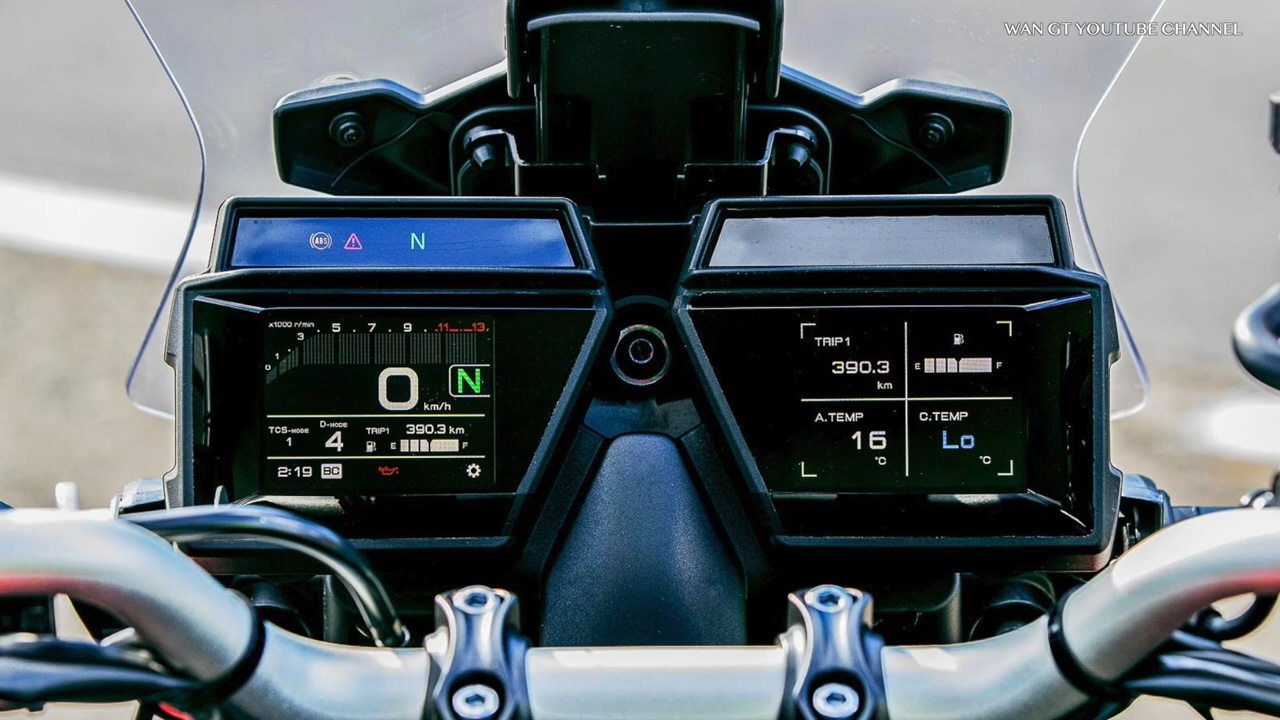 WAN GT YOUTUBE CHANNEL
ABS
N
x1000 r/min
0 1 3 5 7 9 11 13
0
km/h
N
TCS-MODE
1
D-MODE
4
TRIP1 390.3 km
E F
2:19 BC
TRIP1
390.3
km
E F
A.TEMP
16
°C
C.TEMP
Lo
°C